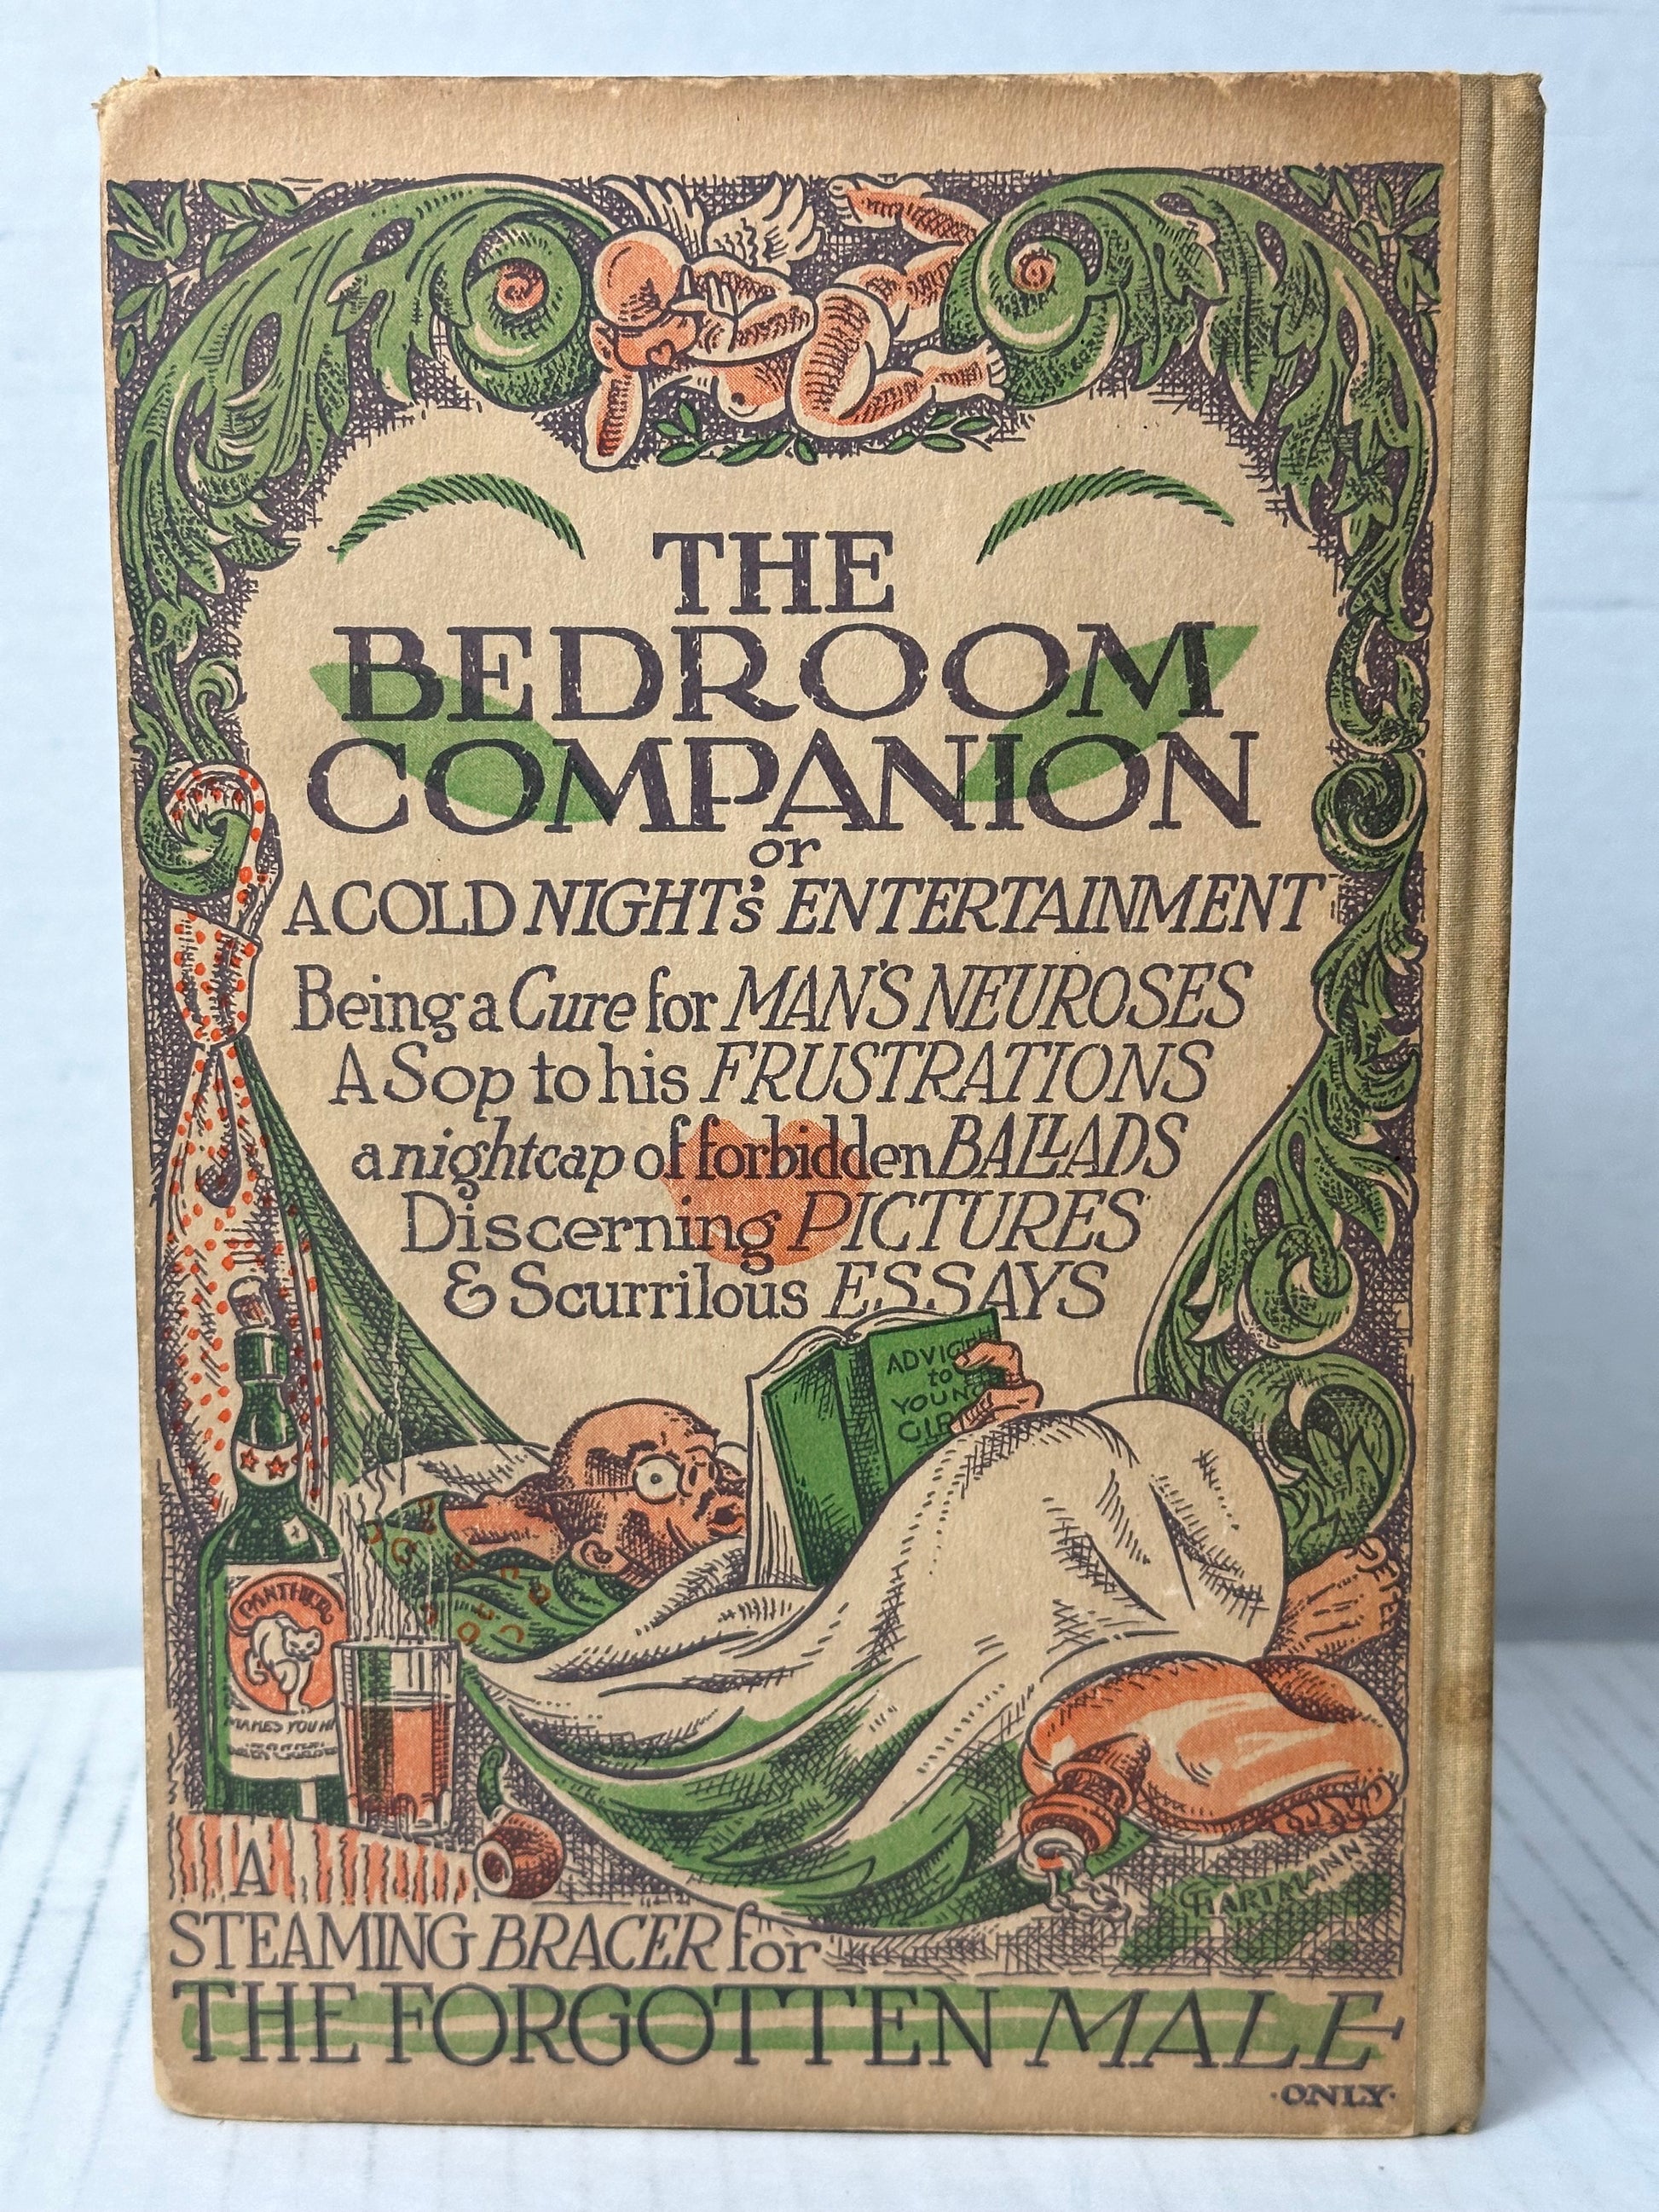 THE
BEDROOM
COMPANION
or
A COLD NIGHT'S ENTERTAINMENT
Being a Cure for MAN'S NEUROSES
A Sop to his FRUSTRATIONS
a nightcap of forbidden BALLADS
Discerning PICTURES
& Scurrilous ESSAYS
ADVICE
to
YOUNG
GIR
PANTHER
MAKES YOU
HARTMANN
A
STEAMING BRACER for
THE FORGOTTEN MALE
·ONLY·